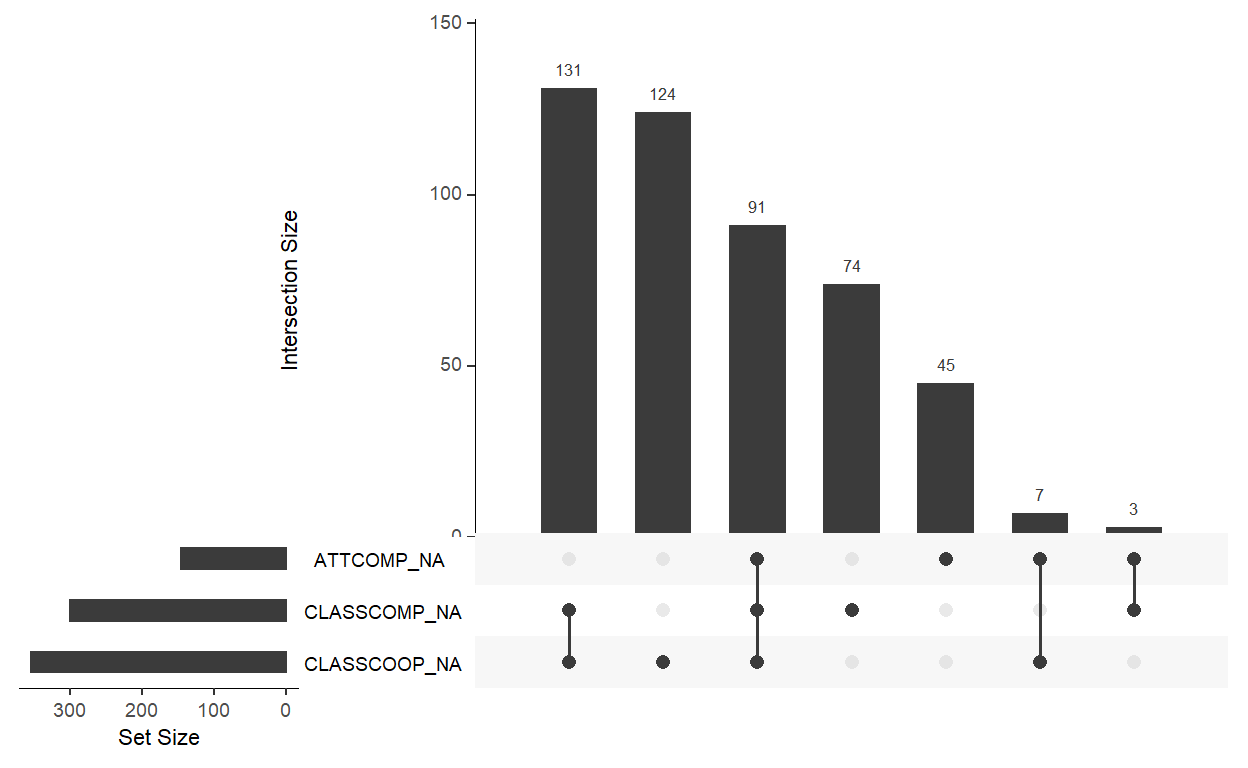 150
131
124
100
91
74
50
45
7
3
0
Intersection Size
ATTCOMP_NA
CLASSCOMP_NA
CLASSCOOP_NA
300 200 100 0
Set Size